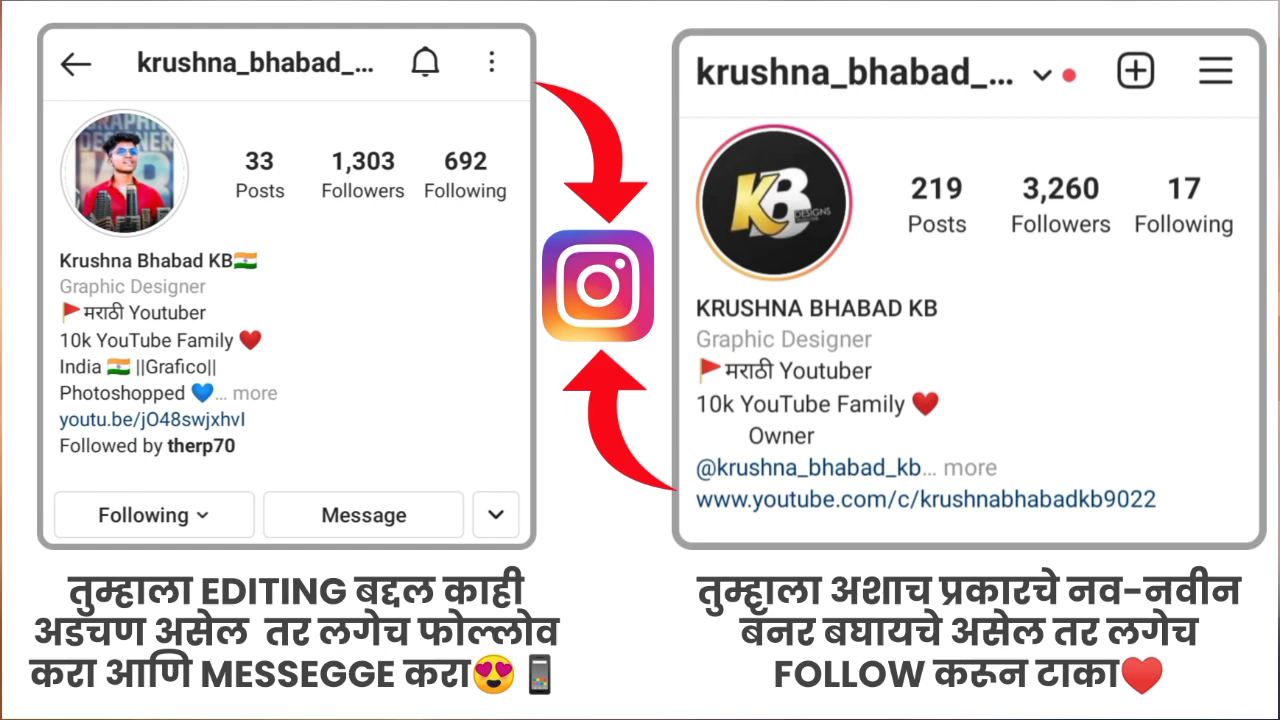 krushna_bhabad_...
GRAPHIC
DESIGNER
KB
33
1,303
692
Posts
Followers
Following
Krushna Bhabad KB🇮🇳
Graphic Designer
🚩मराठी Youtuber
10k YouTube Family ❤️
India 🇮🇳 ||Grafico||
Photoshopped 💙... more
youtu.be/jO48swjxhvI
Followed by therp70
Following
Message
तुम्हाला EDITING बद्दल काही
अडचण असेल तर लगेच फोल्लोव
करा आणि MESSEGGE करा😍📱
krushna_bhabad_...
KB
DESIGNS
219
3,260
17
Posts
Followers
Following
KRUSHNA BHABAD KB
Graphic Designer
🚩मराठी Youtuber
10k YouTube Family ❤️
Owner
@krushna_bhabad_kb... more
www.youtube.com/c/krushnabhabadkb9022
तुम्हाला अशाच प्रकारचे नव-नवीन
बॅनर बघायचे असेल तर लगेच
FOLLOW करून टाका❤️